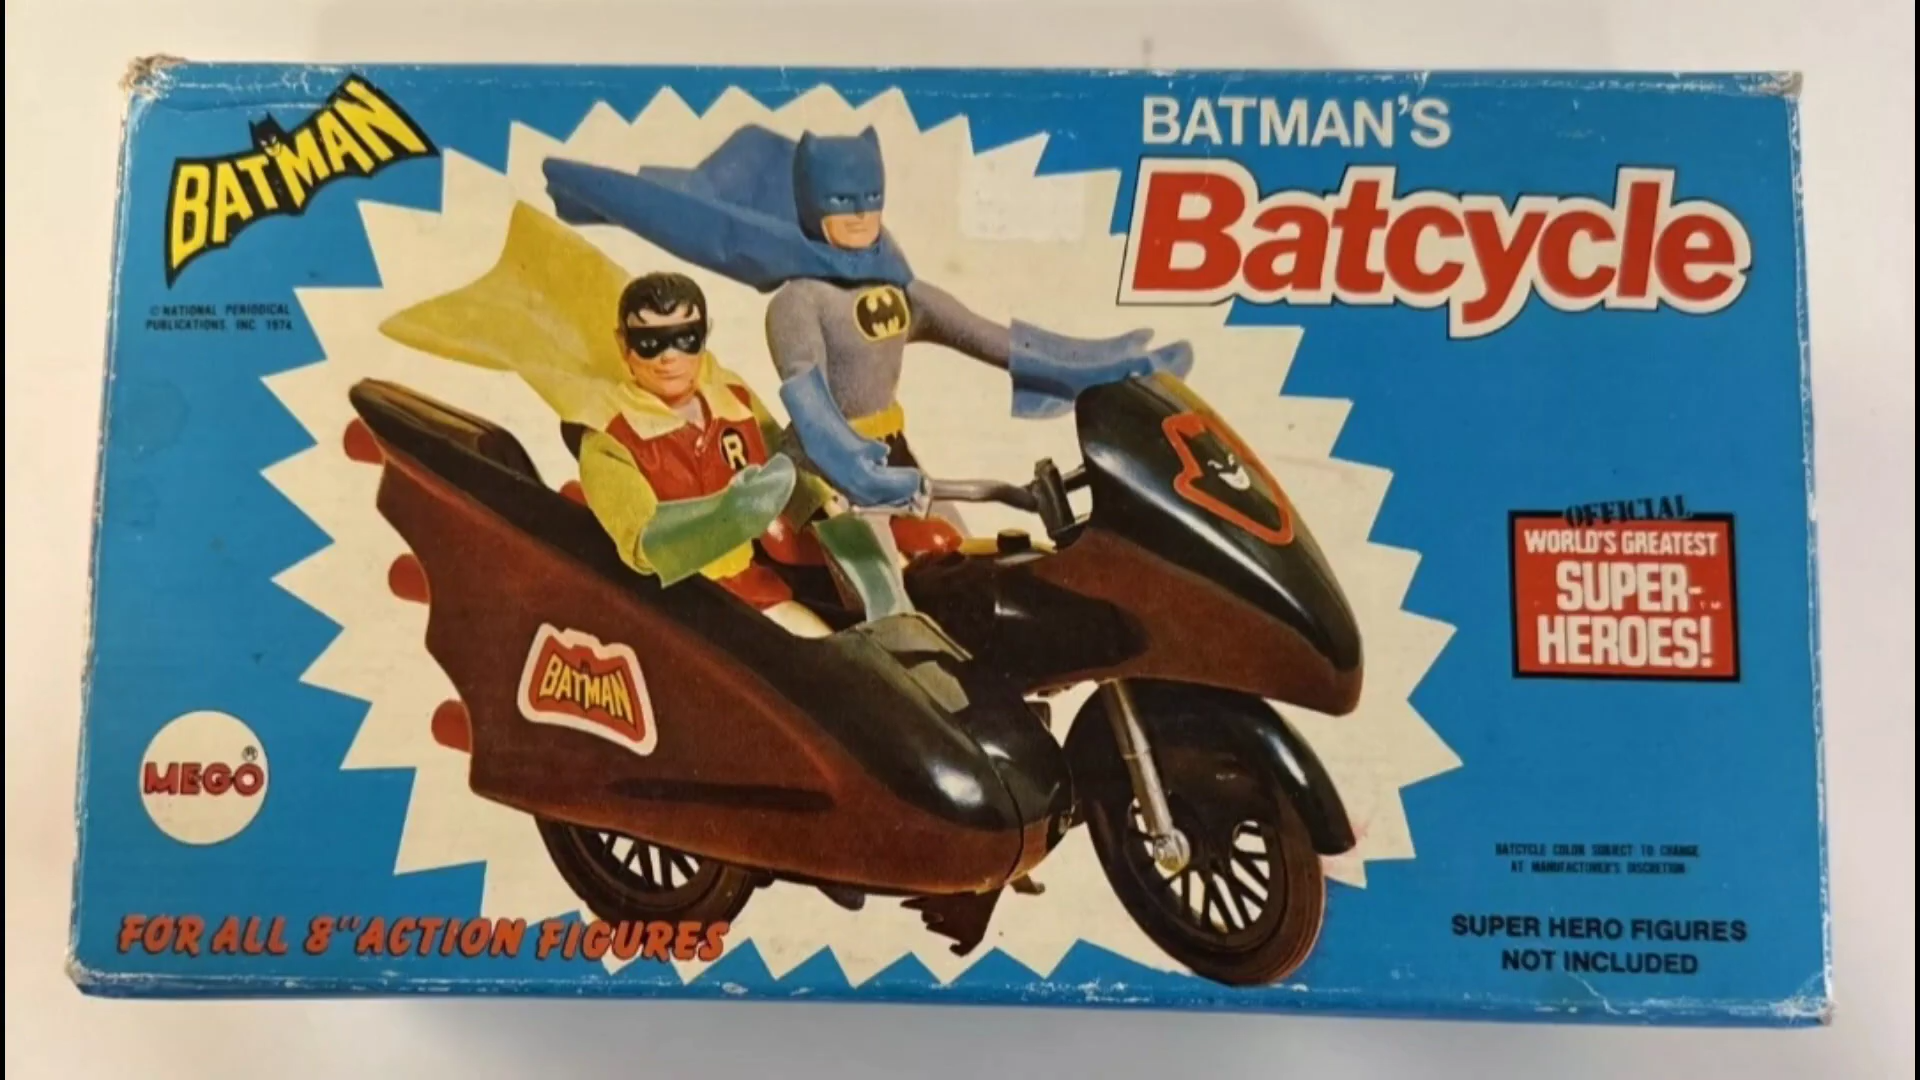 BATMAN
© NATIONAL PERIODICAL
PUBLICATIONS, INC. 1974
BATMAN'S
Batcycle
R
BATMAN
OFFICIAL
WORLD'S GREATEST
SUPER-
HEROES!
MEGO®
BATCYCLE COLOR SUBJECT TO CHANGE
AT MANUFACTURER'S DISCRETION
FOR ALL 8" ACTION FIGURES
SUPER HERO FIGURES
NOT INCLUDED